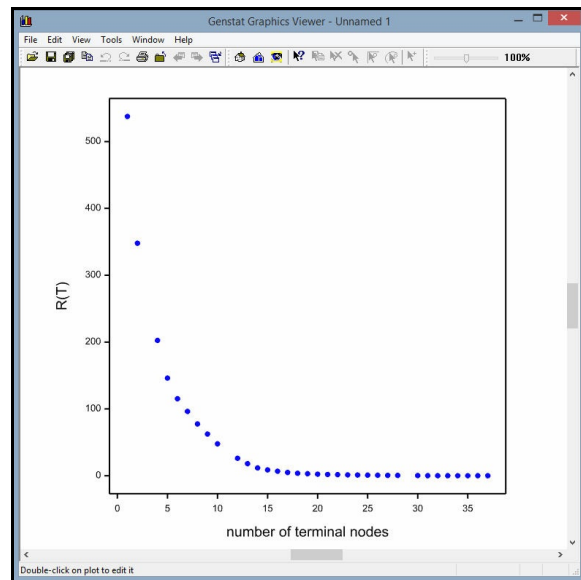 Genstat Graphics Viewer - Unnamed 1
File Edit View Tools Window Help
100%
500
400
300
200
100
0
R(T)
0 5 10 15 20 25 30 35
number of terminal nodes
Double-click on plot to edit it